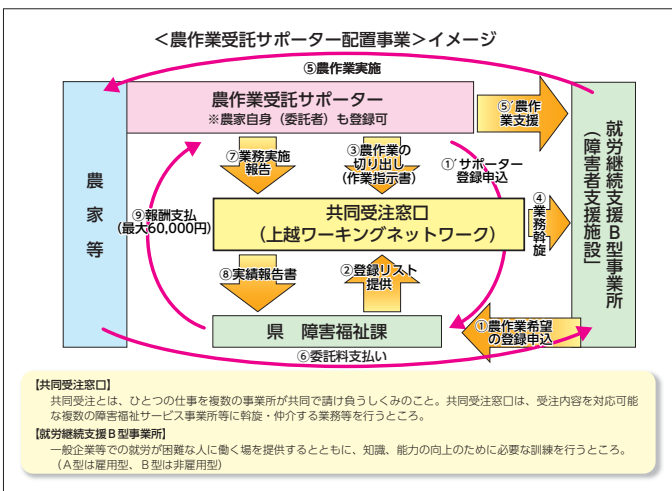 ＜農作業受託サポーター配置事業＞イメージ
⑤農作業実施
農作業受託サポーター
※農家自身（委託者）も登録可
⑤´農作
業支援
農家等
就労継続支援Ｂ型事業所
（障害者支援施設）
⑦業務実施
報告
③農作業の
切り出し
（作業指示書）
①´サポーター
登録申込
⑨報酬支払
（最大60,000円）
共同受注窓口
（上越ワーキングネットワーク）
④業務斡旋
⑧実績報告書
②登録リスト
提供
県 障害福祉課
①農作業希望
の登録申込
⑥委託料支払い
【共同受注窓口】
共同受注とは、ひとつの仕事を複数の事業所が共同で請け負うしくみのこと。共同受注窓口は、受注内容を対応可能
な複数の障害福祉サービス事業所等に斡旋・仲介する業務等を行うところ。
【就労継続支援Ｂ型事業所】
一般企業等での就労が困難な人に働く場を提供するとともに、知識、能力の向上のために必要な訓練を行うところ。
（Ａ型は雇用型、Ｂ型は非雇用型）